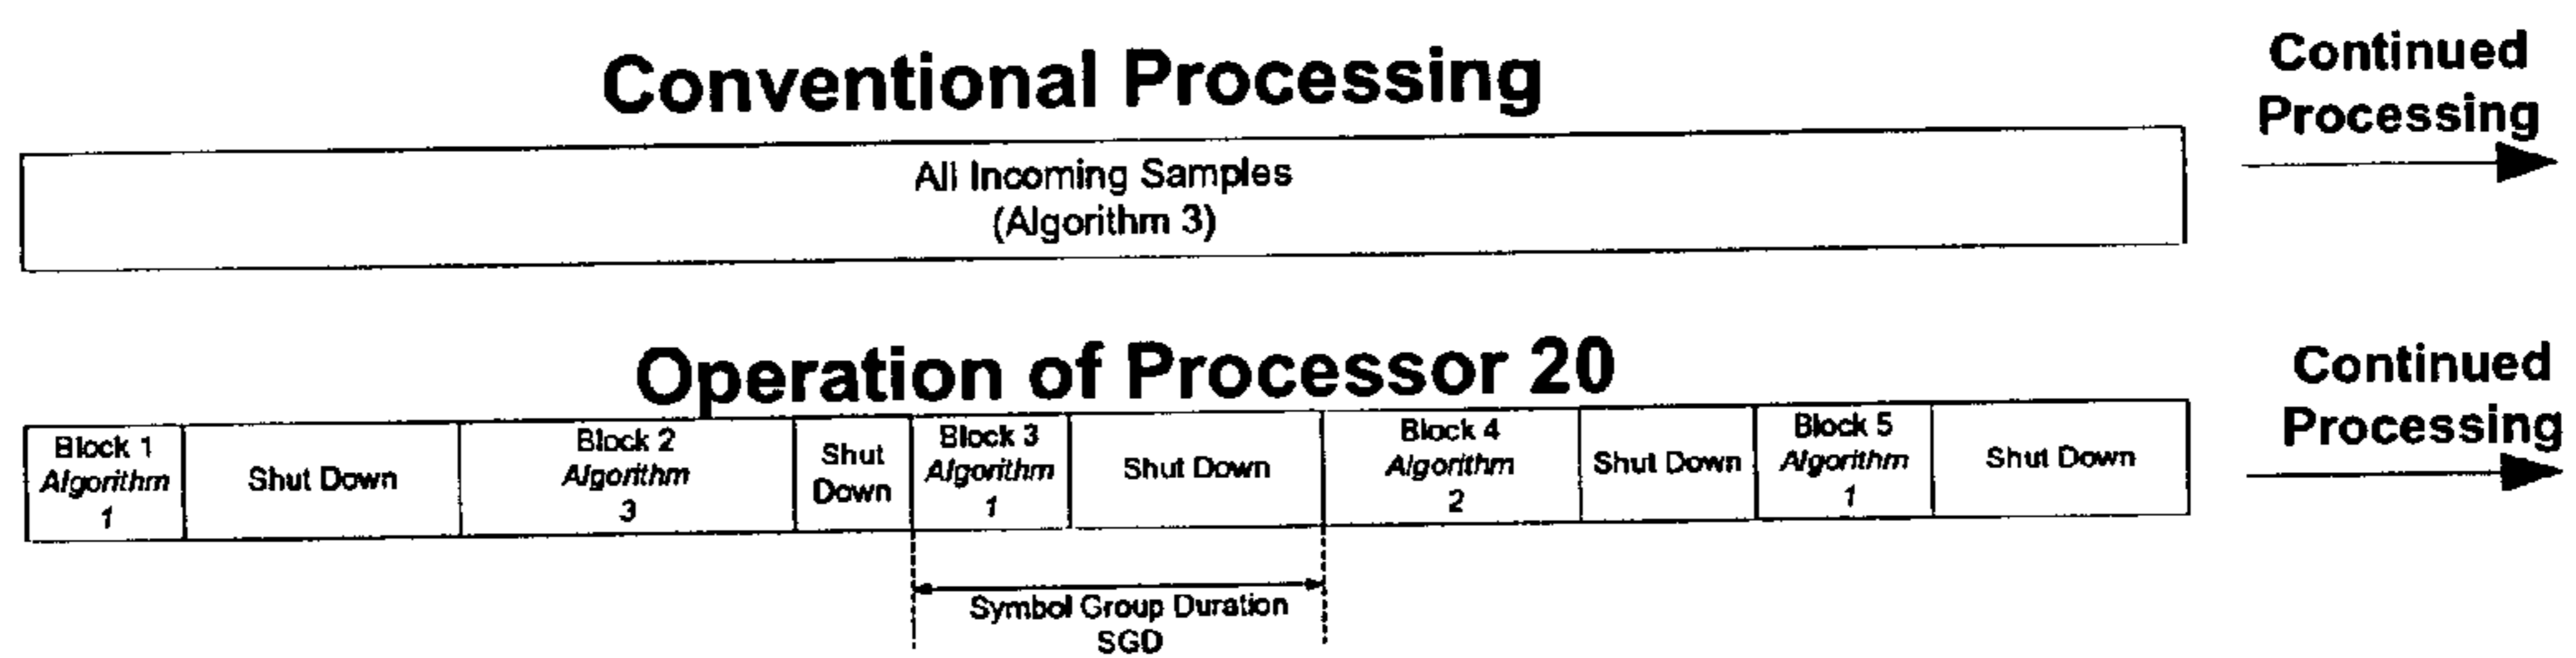 Conventional Processing
Continued
Processing
All Incoming Samples
(Algorithm 3)
Operation of Processor 20
Continued
Processing
Block 1
Algorithm
1
Shut Down
Block 2
Algorithm
3
Shut
Down
Block 3
Algorithm
1
Shut Down
Block 4
Algorithm
2
Shut Down
Block 5
Algorithm
1
Shut Down
Symbol Group Duration
SGD